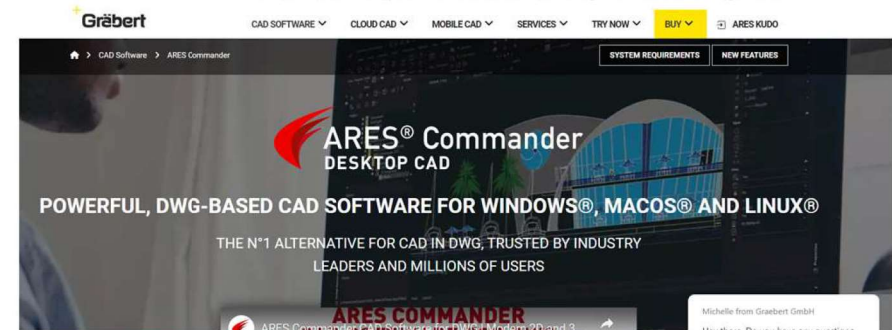 Gräbert
CAD SOFTWARE CLOUD CAD MOBILE CAD SERVICES TRY NOW BUY ARES KUDO
> CAD Software > ARES Commander
SYSTEM REQUIREMENTS NEW FEATURES
ARES® Commander
DESKTOP CAD
POWERFUL, DWG-BASED CAD SOFTWARE FOR WINDOWS®, MACOS® AND LINUX®
THE N°1 ALTERNATIVE FOR CAD IN DWG, TRUSTED BY INDUSTRY
LEADERS AND MILLIONS OF USERS
ARES COMMANDER
ARES Commander CAD Software for DWG | Modern 2D and 3
Michelle from Graebert GmbH